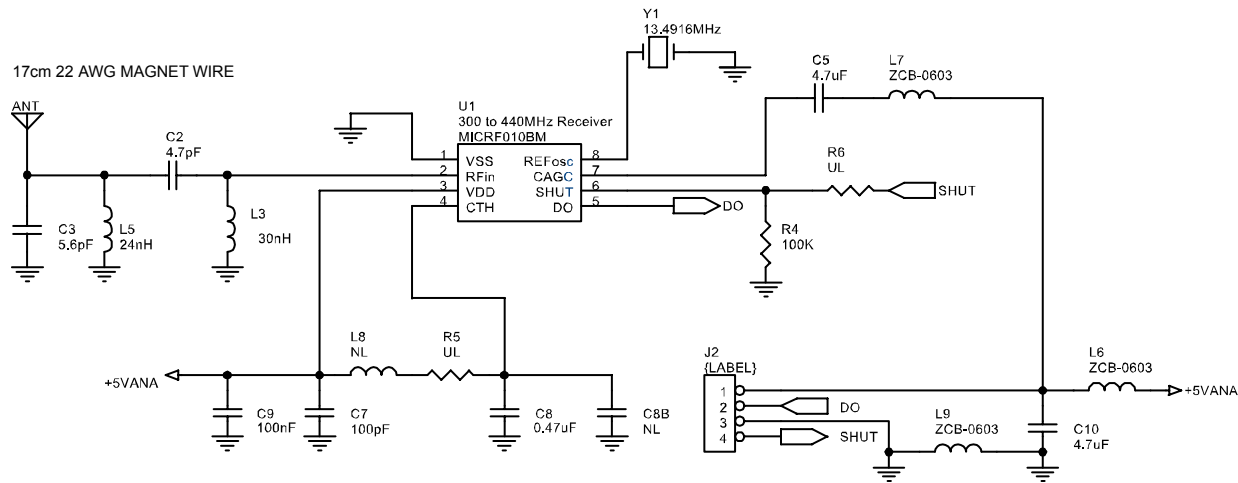 Y1
13.4916MHz
17cm 22 AWG MAGNET WIRE
C5
4.7uF
L7
ZCB-0603
ANT
U1
300 to 440MHz Receiver
MICRF010BM
C2
4.7pF
1
VSS
REFosc
8
2
RFin
CAGC
7
3
VDD
SHUT
6
4
CTH
DO
5
R6
UL
SHUT
DO
C3
5.6pF
L5
24nH
L3
30nH
R4
100K
L8
NL
R5
UL
J2
{LABEL}
L6
ZCB-0603
+5VANA
1
+5VANA
2
DO
3
4
SHUT
L9
ZCB-0603
C9
100nF
C7
100pF
C8
0.47uF
C8B
NL
C10
4.7uF